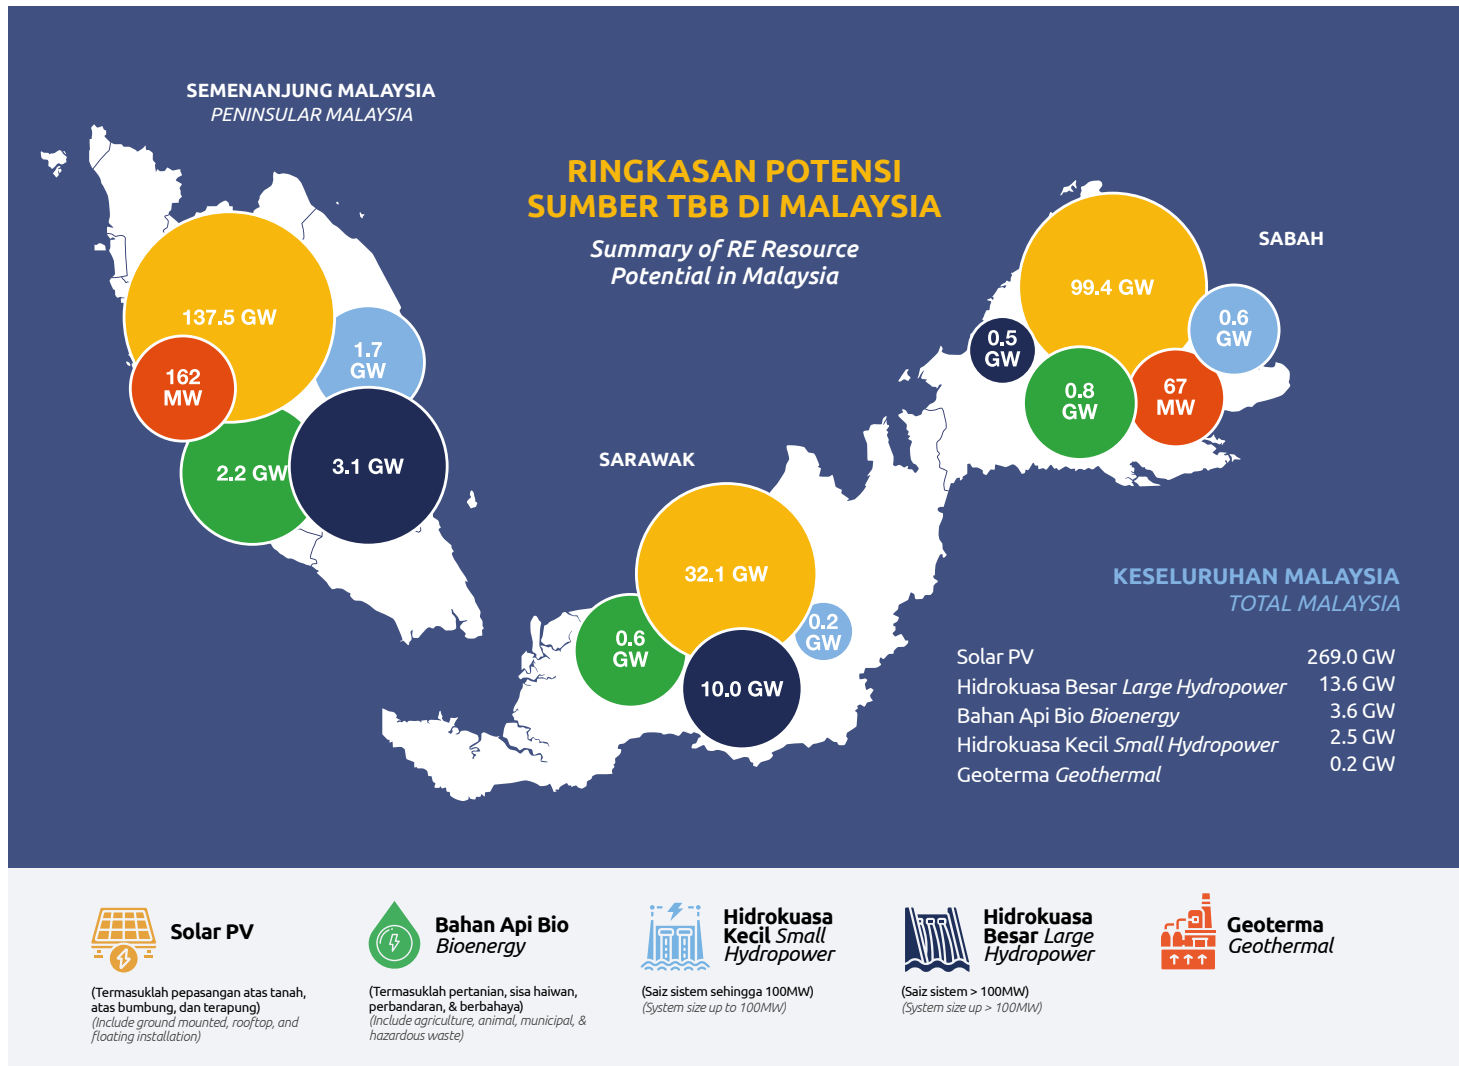 SEMENANJUNG MALAYSIA
PENINSULAR MALAYSIA
RINGKASAN POTENSI
SUMBER TBB DI MALAYSIA
Summary of RE Resource
Potential in Malaysia
137.5 GW
162
MW
1.7
GW
2.2 GW
3.1 GW
SARAWAK
32.1 GW
0.6
GW
0.2
GW
10.0 GW
SABAH
99.4 GW
0.5
GW
0.6
GW
0.8
GW
67
MW
KESELURUHAN MALAYSIA
TOTAL MALAYSIA
Solar PV 269.0 GW
Hidrokuasa Besar Large Hydropower 13.6 GW
Bahan Api Bio Bioenergy 3.6 GW
Hidrokuasa Kecil Small Hydropower 2.5 GW
Geoterma Geothermal 0.2 GW
Solar PV
(Termasuklah pepasangan atas tanah,
atas bumbung, dan terapung)
(Include ground mounted, rooftop, and
floating installation)
Bahan Api Bio
Bioenergy
(Termasuklah pertanian, sisa haiwan,
perbandaran, & berbahaya)
(Include agriculture, animal, municipal, &
hazardous waste)
Hidrokuasa
Kecil Small
Hydropower
(Saiz sistem sehingga 100MW)
(System size up to 100MW)
Hidrokuasa
Besar Large
Hydropower
(Saiz sistem > 100MW)
(System size up > 100MW)
Geoterma
Geothermal